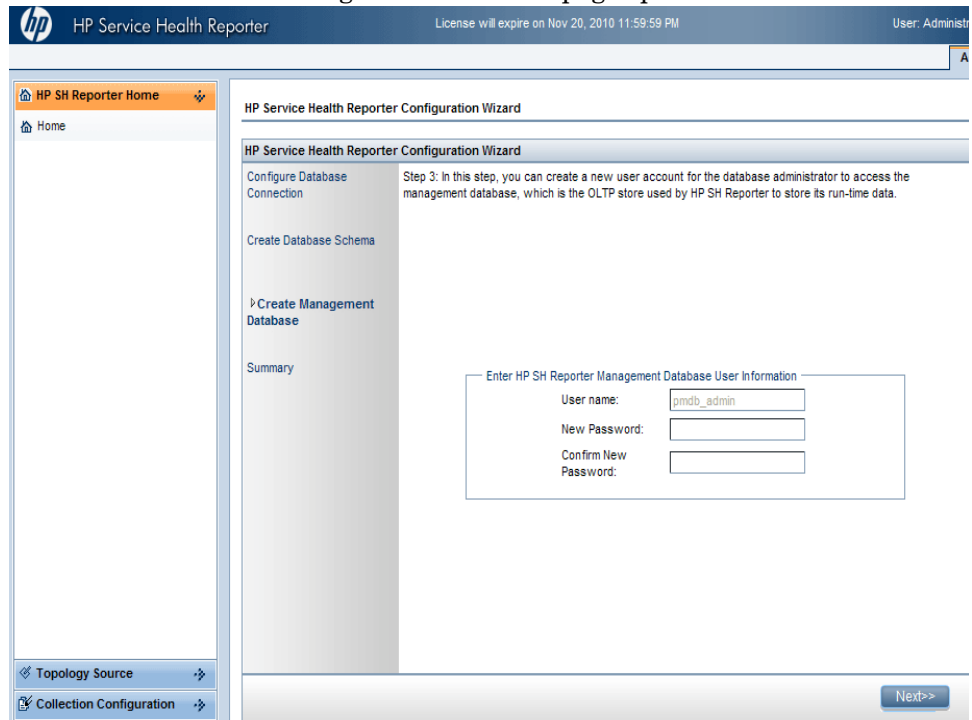 hp
HP Service Health Reporter
License will expire on Nov 20, 2010 11:59:59 PM
User: Administr
A
HP SH Reporter Home
Home
HP Service Health Reporter Configuration Wizard
HP Service Health Reporter Configuration Wizard
Configure Database
Connection
Create Database Schema
Create Management
Database
Summary
Step 3: In this step, you can create a new user account for the database administrator to access the
management database, which is the OLTP store used by HP SH Reporter to store its run-time data.
Enter HP SH Reporter Management Database User Information
User name:
pmdb_admin
New Password:
Confirm New
Password:
Topology Source
Collection Configuration
Next>>